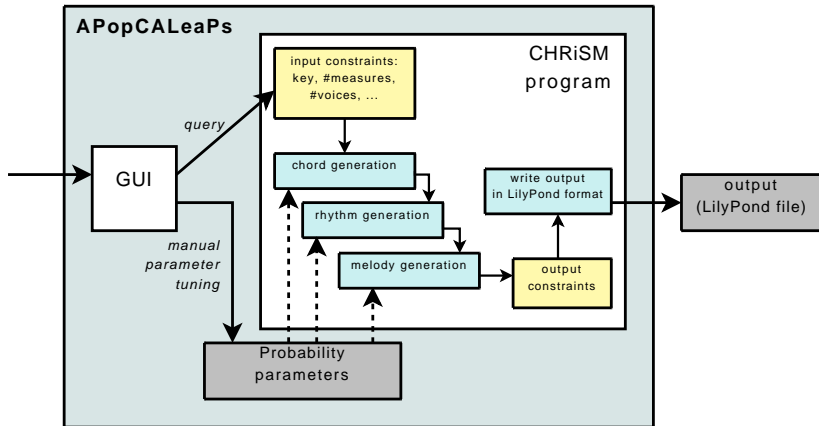 APopCALeaPs
CHRiSM
program
input constraints:
key, #measures,
#voices, ...
query
GUI
chord generation
rhythm generation
melody generation
write output
in LilyPond format
output
(LilyPond file)
manual
parameter
tuning
output
constraints
Probability
parameters